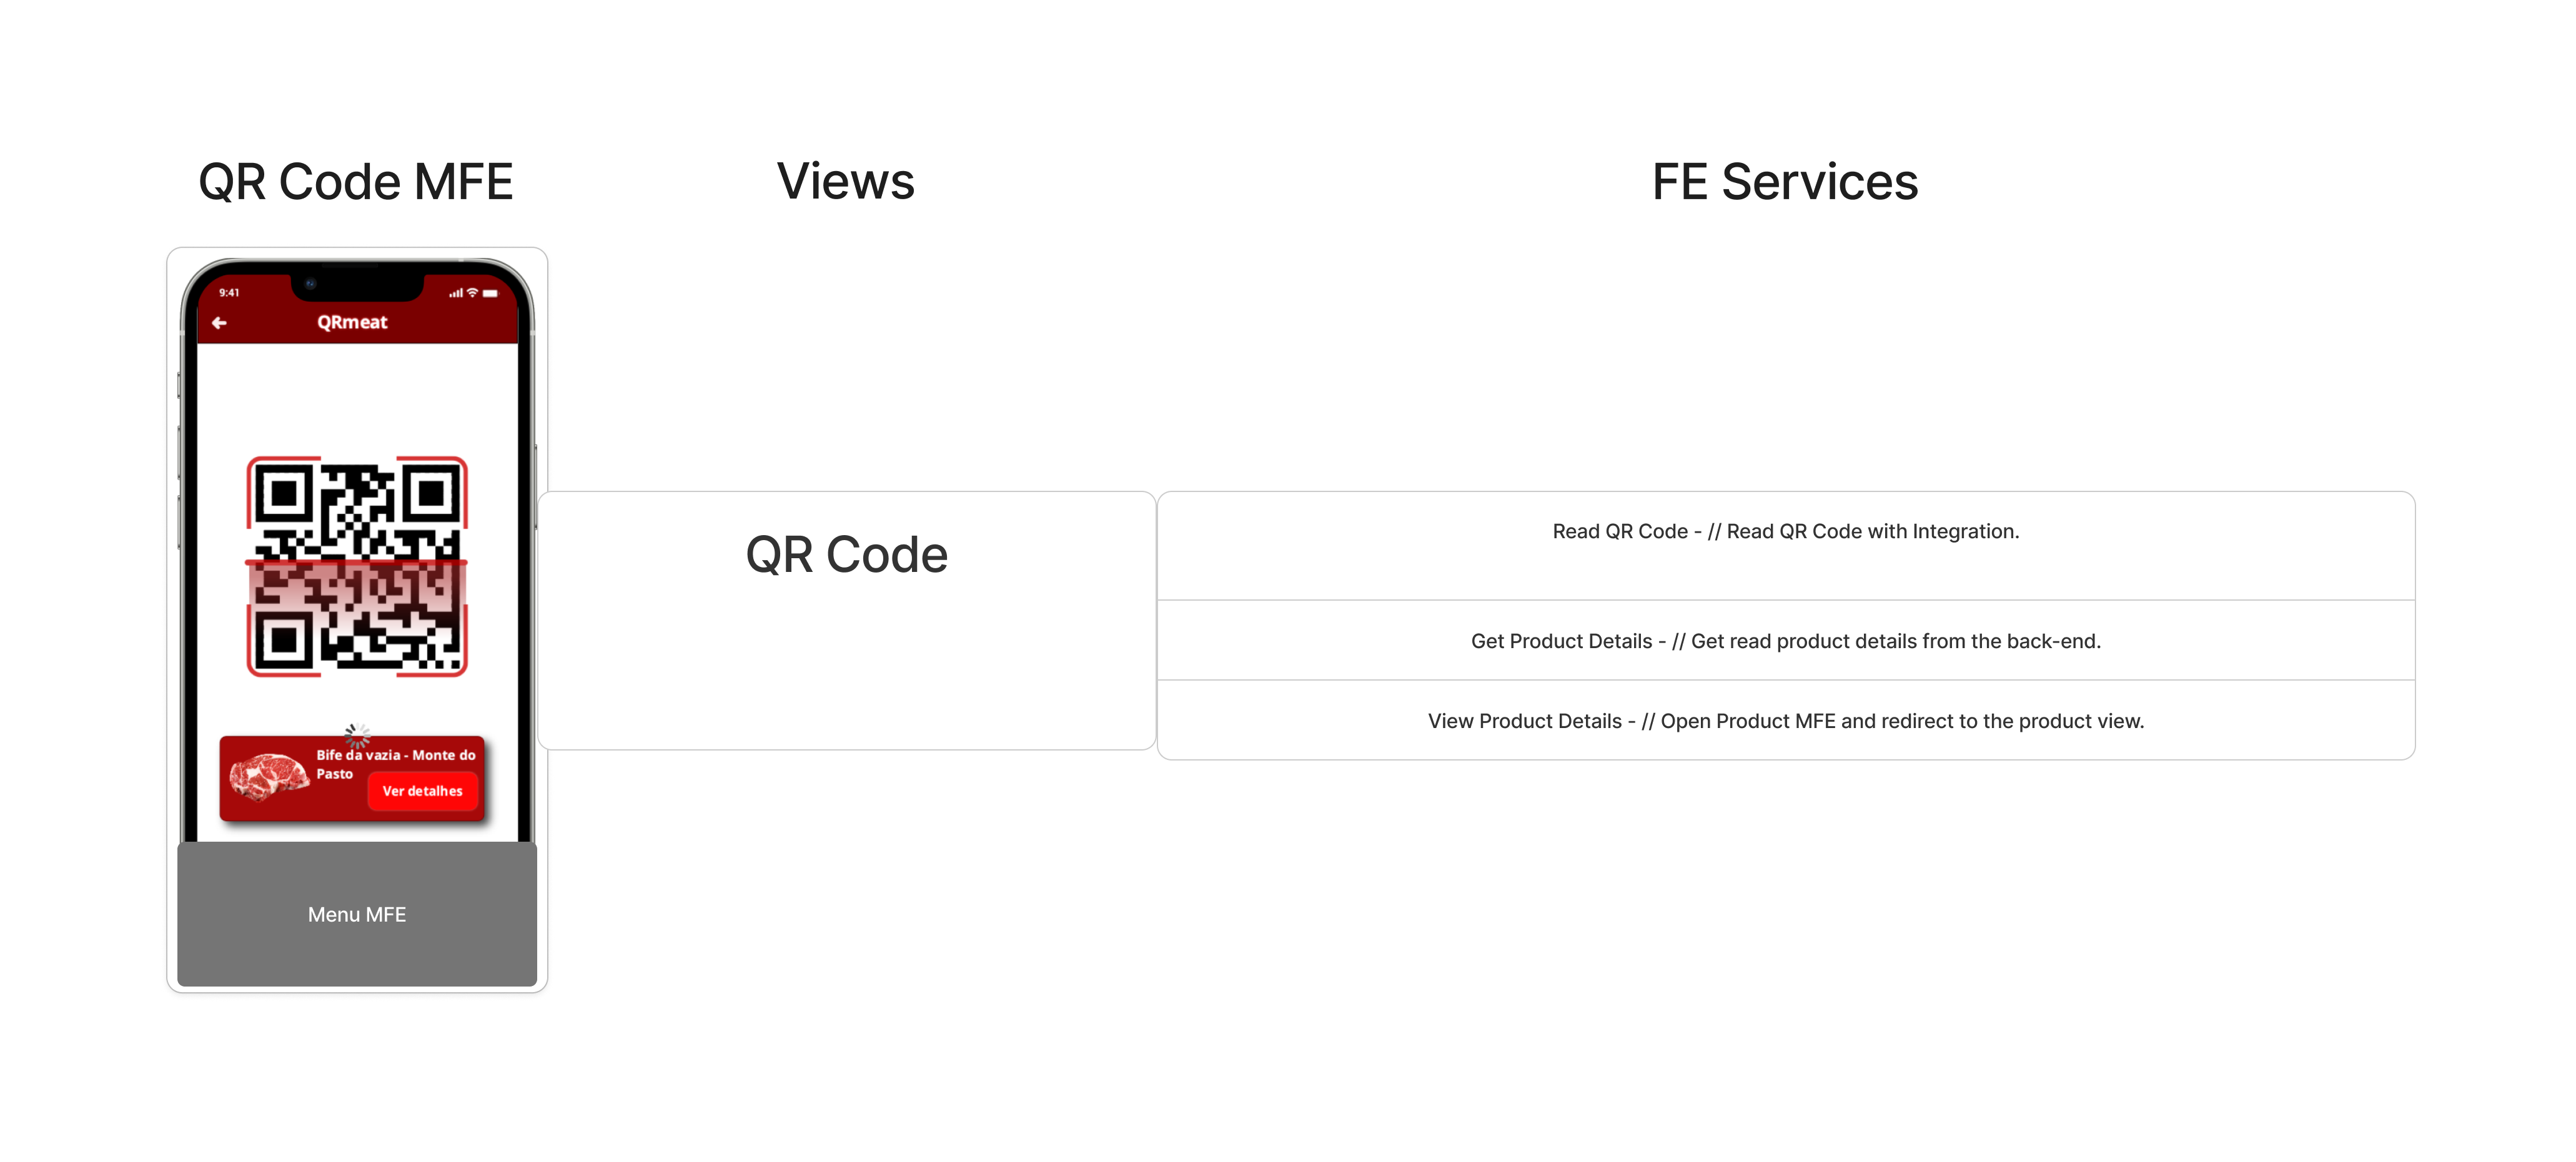 QR Code MFE
Views
FE Services
9:41
QRmeat
Bife da vazia - Monte do
Pasto
Ver detalhes
Menu MFE
QR Code
Read QR Code - // Read QR Code with Integration.
Get Product Details - // Get read product details from the back-end.
View Product Details - // Open Product MFE and redirect to the product view.